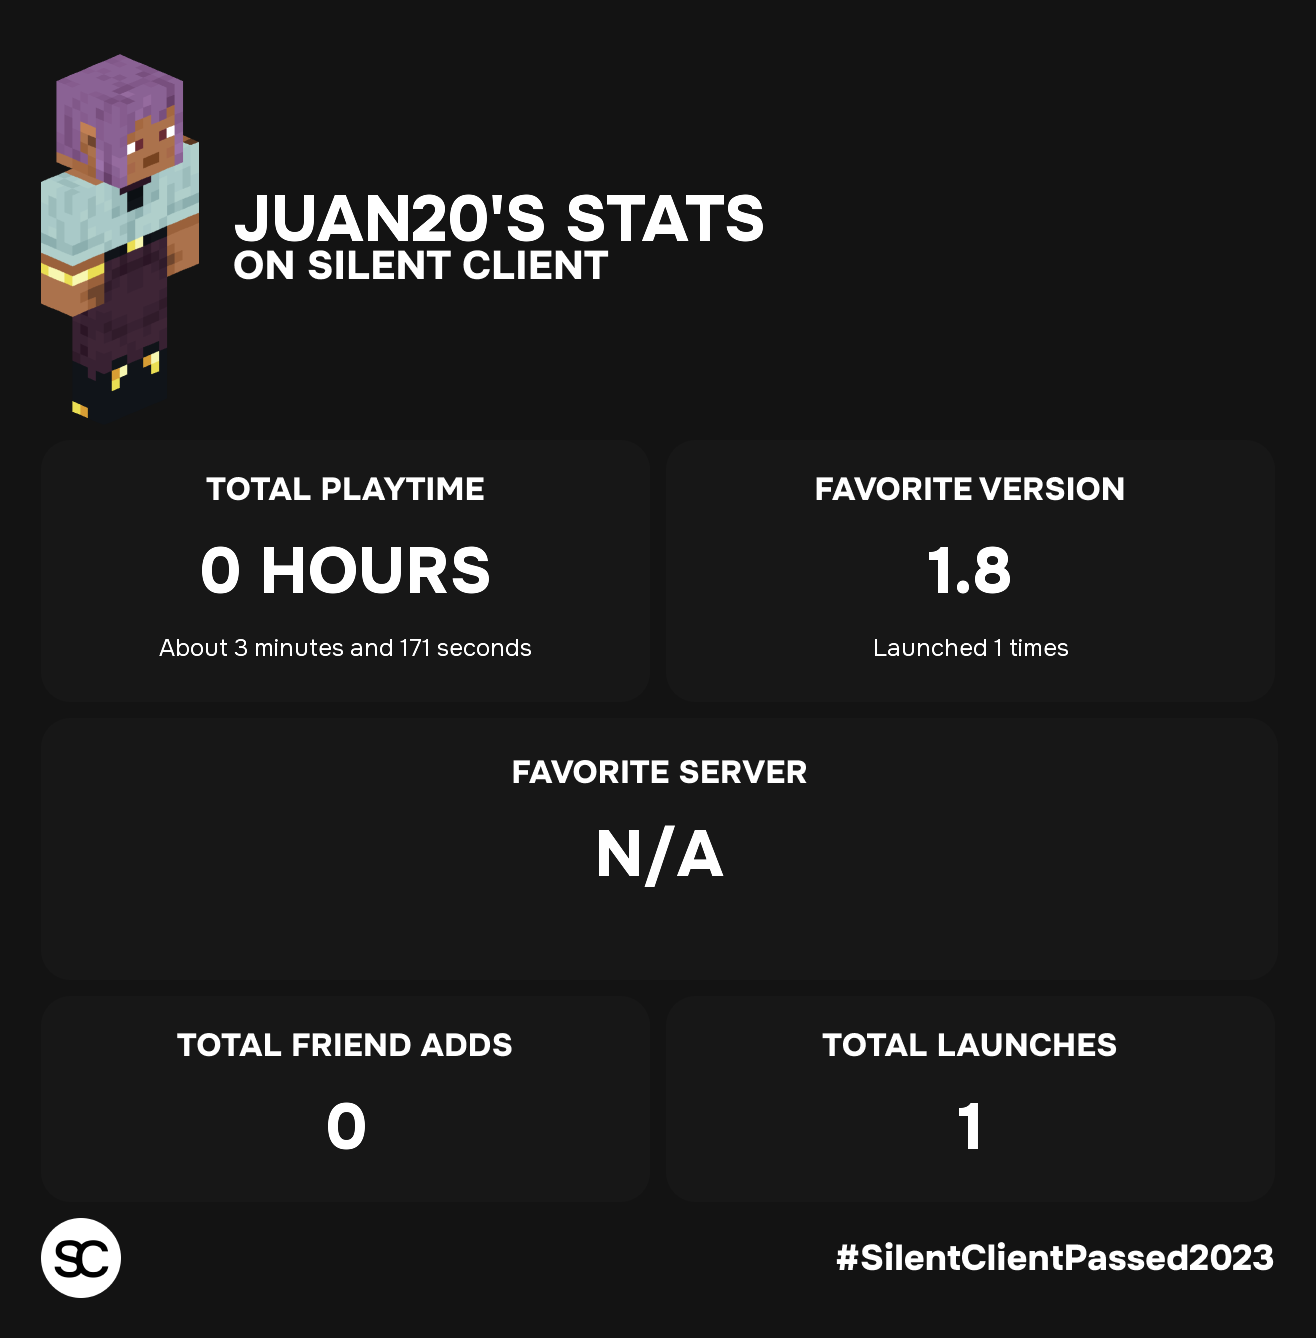 JUAN20'S STATS
ON SILENT CLIENT
TOTAL PLAYTIME
0 HOURS
About 3 minutes and 171 seconds
FAVORITE VERSION
1.8
Launched 1 times
FAVORITE SERVER
N/A
TOTAL FRIEND ADDS
0
TOTAL LAUNCHES
1
SC
#SilentClientPassed2023